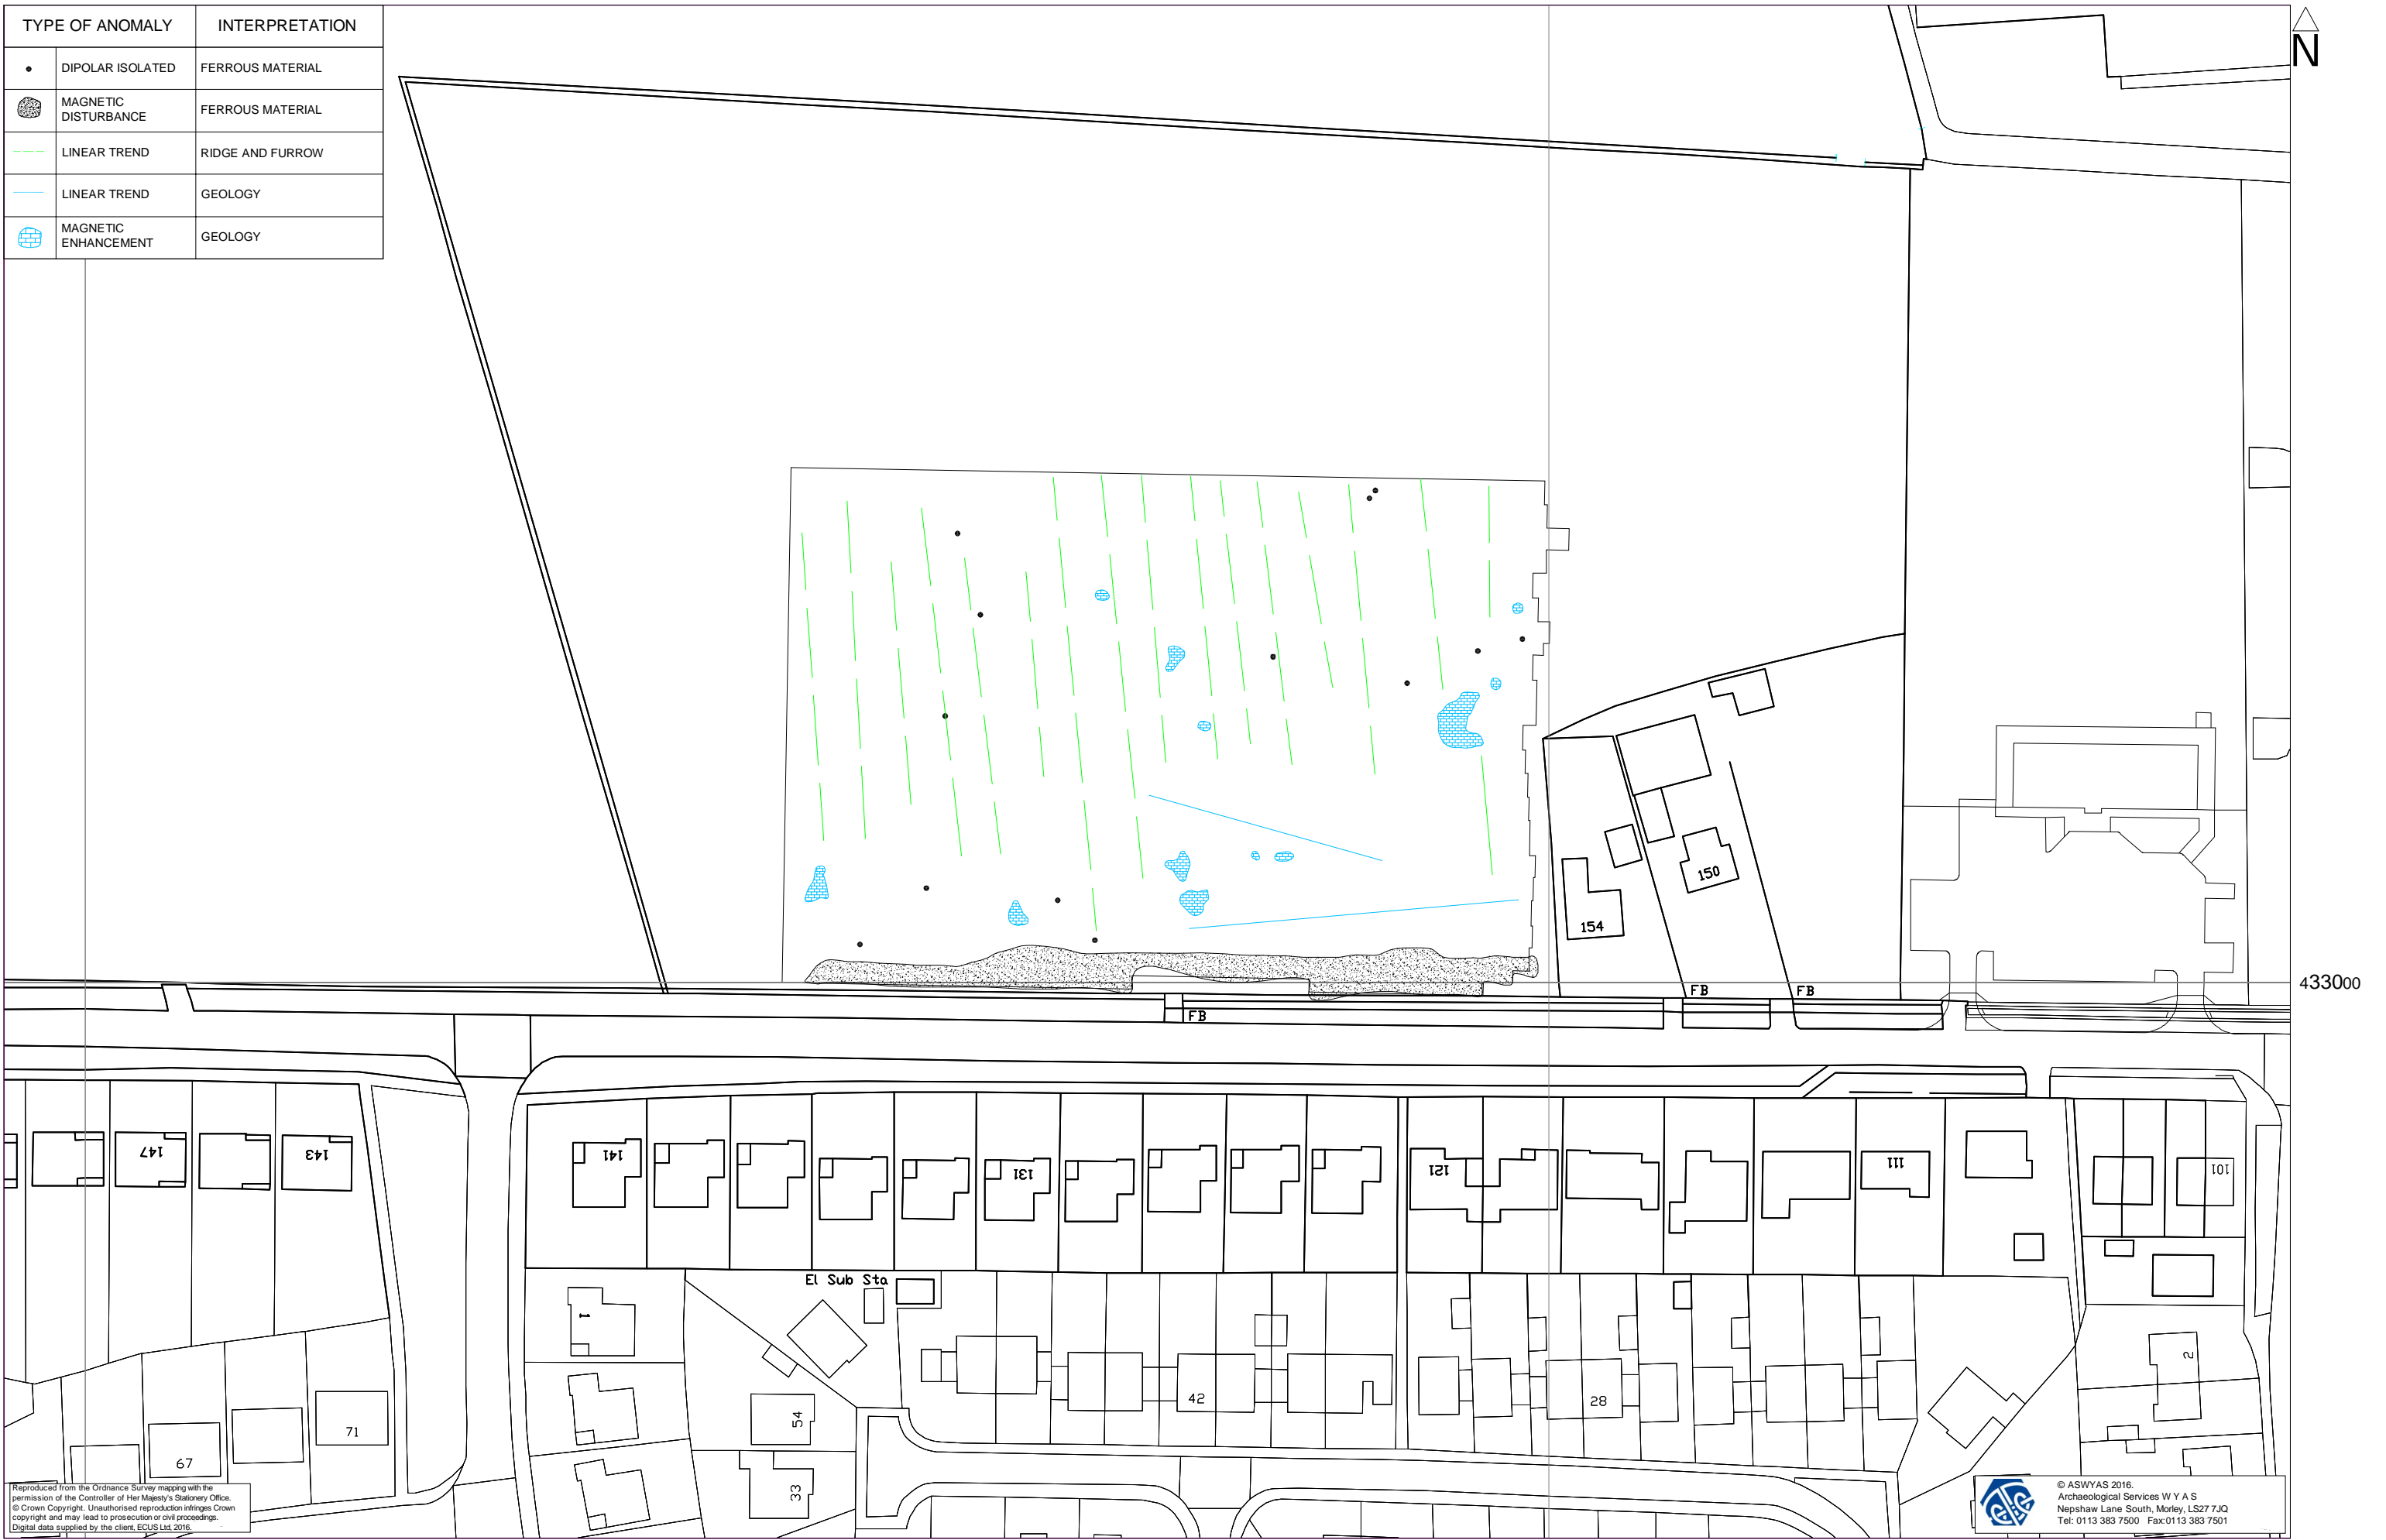 TYPE OF ANOMALY INTERPRETATION
DIPOLAR ISOLATED FERROUS MATERIAL
MAGNETIC
DISTURBANCE
FERROUS MATERIAL
LINEAR TREND RIDGE AND FURROW
LINEAR TREND GEOLOGY
MAGNETIC
ENHANCEMENT
GEOLOGY
N
150
154
433000
FB
FB
FB
147
143
141
131
121
111
101
El Sub Sta
1
2
42
28
54
71
67
33
Reproduced from the Ordnance Survey mapping with the
permission of the Controller of Her Majesty's Stationery Office.
© Crown Copyright. Unauthorised reproduction infringes Crown
copyright and may lead to prosecution or civil proceedings.
Digital data supplied by the client, ECUS Ltd, 2016.
© ASWYAS 2016.
Archaeological Services W Y A S
Nepshaw Lane South, Morley, LS27 7JQ
Tel: 0113 383 7500 Fax:0113 383 7501